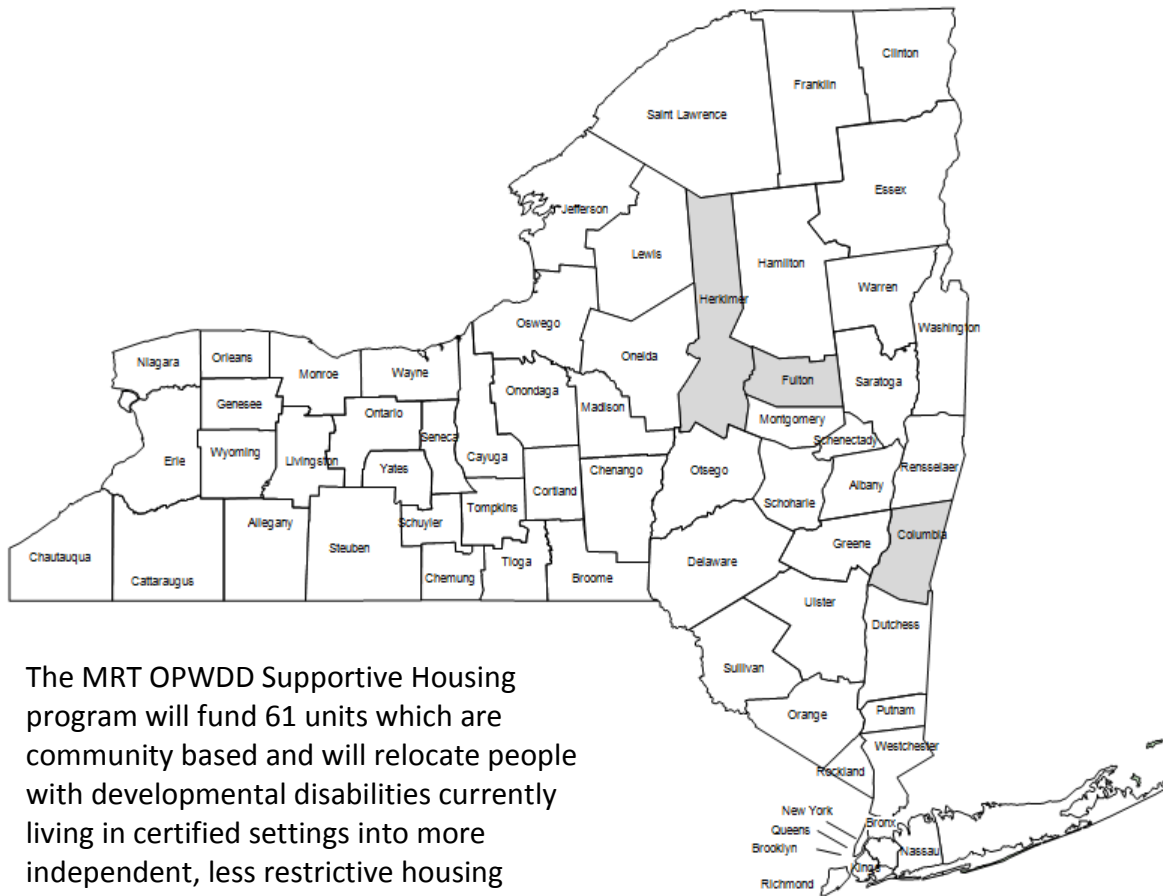 Clinton
Franklin
Saint Lawrence
Essex
Jefferson
Lewis
Hamilton
Herkimer
Warren
Washington
Oswego
Oneida
Niagara
Orleans
Monroe
Wayne
Fulton
Saratoga
Genesee
Ontario
Onondaga
Madison
Montgomery
Seneca
Schenectady
Erie
Wyoming
Livingston
Yates
Cayuga
Chenango
Otsego
Rensselaer
Cortland
Albany
Schoharie
Tompkins
Allegany
Schuyler
Columbia
Greene
Steuben
Chautauqua
Cattaraugus
Chemung
Tioga
Broome
Delaware
Ulster
Dutchess
Sullivan
Orange
Putnam
Westchester
Rockland
New York
Bronx
Queens
Brooklyn
Nassau
Kings
Richmond
The MRT OPWDD Supportive Housing
program will fund 61 units which are
community based and will relocate people
with developmental disabilities currently
living in certified settings into more
independent, less restrictive housing